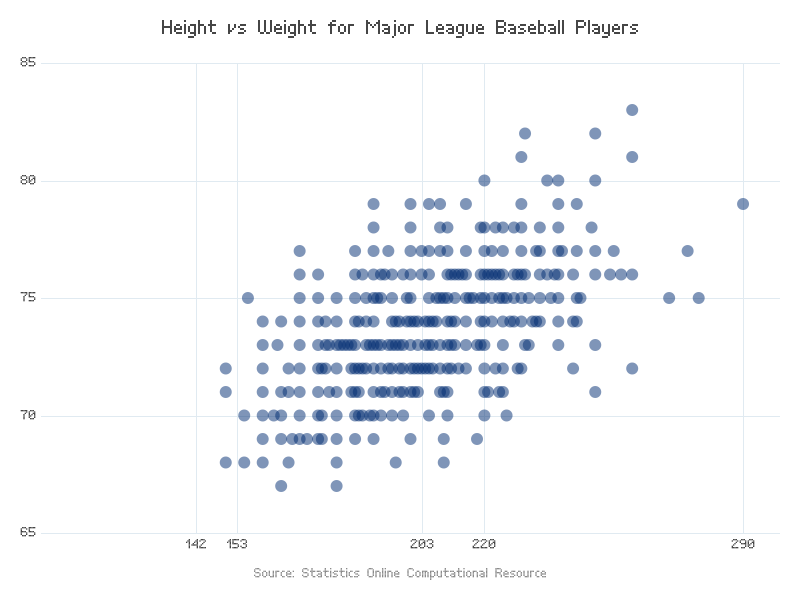 Height vs Weight for Major League Baseball Players
85
80
75
70
65
142 153 203 220 290
Source: Statistics Online Computational Resource